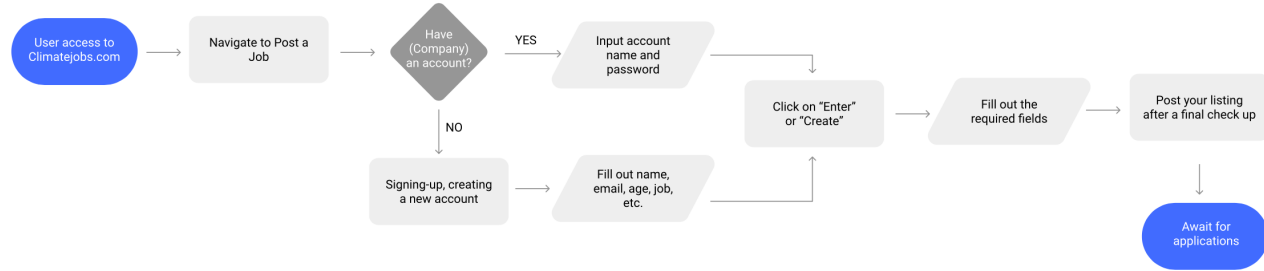 User access to
Climatejobs.com
Navigate to Post a
Job
Have
(Company)
an account?
YES
Input account
name and
password
NO
Signing-up, creating
a new account
Fill out name,
email, age, job,
etc.
Click on “Enter”
or “Create”
Fill out the
required fields
Post your listing
after a final check up
Await for
applications